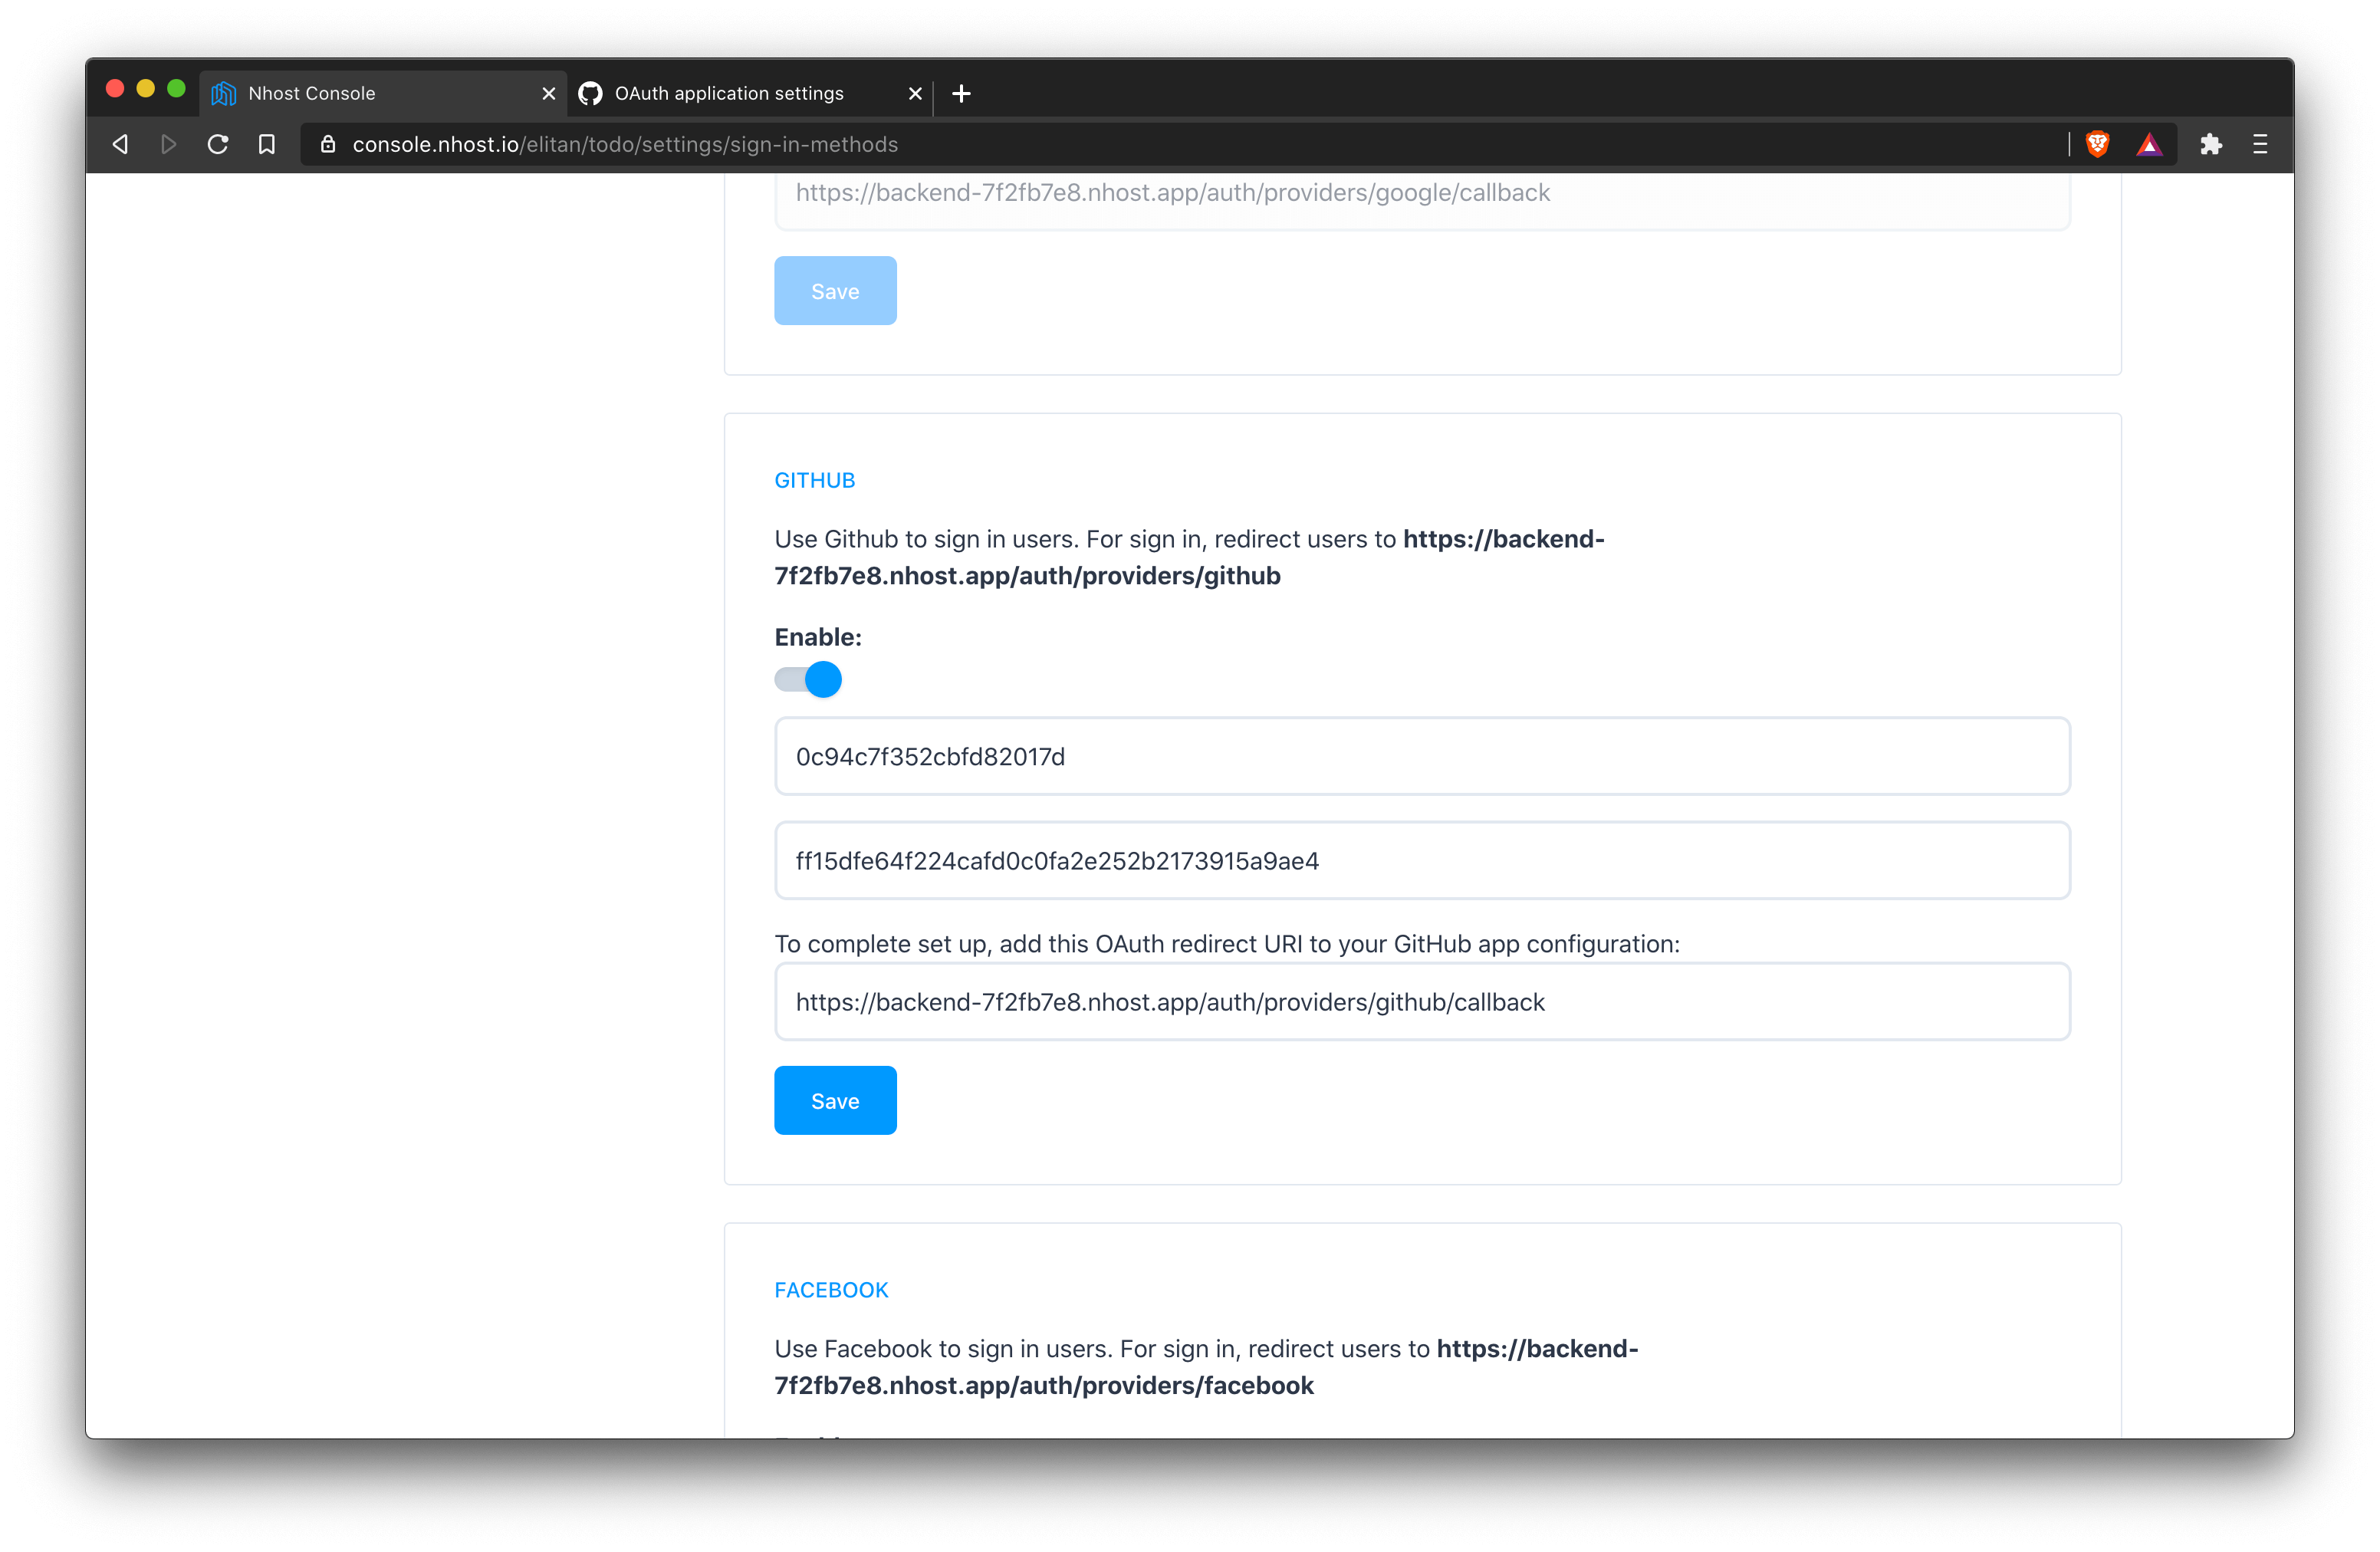 Nhost Console
OAuth application settings
console.nhost.io/elitan/todo/settings/sign-in-methods
https://backend-7f2fb7e8.nhost.app/auth/providers/google/callback
Save
GITHUB
Use Github to sign in users. For sign in, redirect users to https://backend-
7f2fb7e8.nhost.app/auth/providers/github
Enable:
0c94c7f352cbfd82017d
ff15dfe64f224cafd0c0fa2e252b2173915a9ae4
To complete set up, add this OAuth redirect URI to your GitHub app configuration:
https://backend-7f2fb7e8.nhost.app/auth/providers/github/callback
Save
FACEBOOK
Use Facebook to sign in users. For sign in, redirect users to https://backend-
7f2fb7e8.nhost.app/auth/providers/facebook